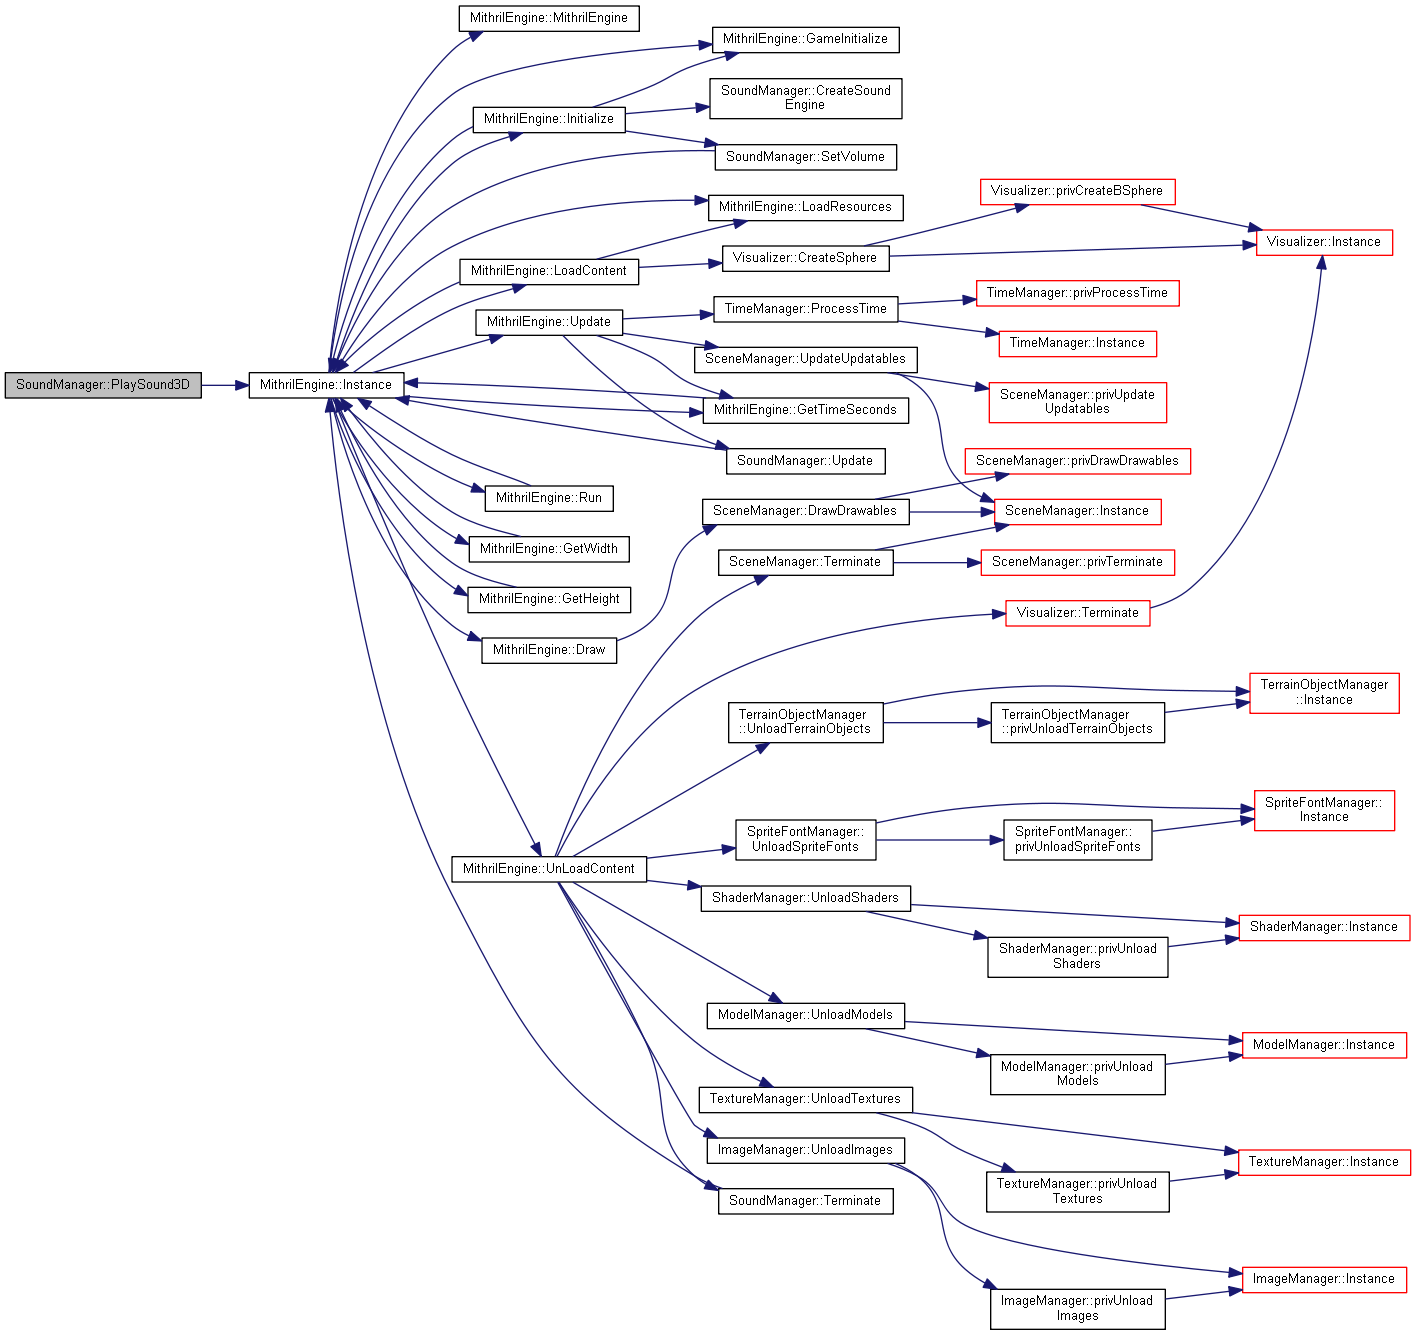 MithrilEngine::MithrilEngine
MithrilEngine::GameInitialize
SoundManager::CreateSound
Engine
MithrilEngine::Initialize
SoundManager::SetVolume
Visualizer::privCreateBSphere
MithrilEngine::LoadResources
Visualizer::Instance
Visualizer::CreateSphere
MithrilEngine::LoadContent
TimeManager::privProcessTime
TimeManager::ProcessTime
MithrilEngine::Update
TimeManager::Instance
SceneManager::UpdateUpdatables
SoundManager::PlaySound3D
MithrilEngine::Instance
SceneManager::privUpdate
Updatables
MithrilEngine::GetTimeSeconds
SoundManager::Update
SceneManager::privDrawDrawables
MithrilEngine::Run
SceneManager::DrawDrawables
SceneManager::Instance
MithrilEngine::GetWidth
SceneManager::Terminate
SceneManager::privTerminate
MithrilEngine::GetHeight
Visualizer::Terminate
MithrilEngine::Draw
TerrainObjectManager
::Instance
TerrainObjectManager
::UnloadTerrainObjects
TerrainObjectManager
::privUnloadTerrainObjects
SpriteFontManager::
Instance
SpriteFontManager::
UnloadSpriteFonts
SpriteFontManager::
privUnloadSpriteFonts
MithrilEngine::UnLoadContent
ShaderManager::UnloadShaders
ShaderManager::Instance
ShaderManager::privUnload
Shaders
ModelManager::UnloadModels
ModelManager::Instance
ModelManager::privUnload
Models
TextureManager::UnloadTextures
ImageManager::UnloadImages
TextureManager::Instance
TextureManager::privUnload
Textures
SoundManager::Terminate
ImageManager::Instance
ImageManager::privUnload
Images